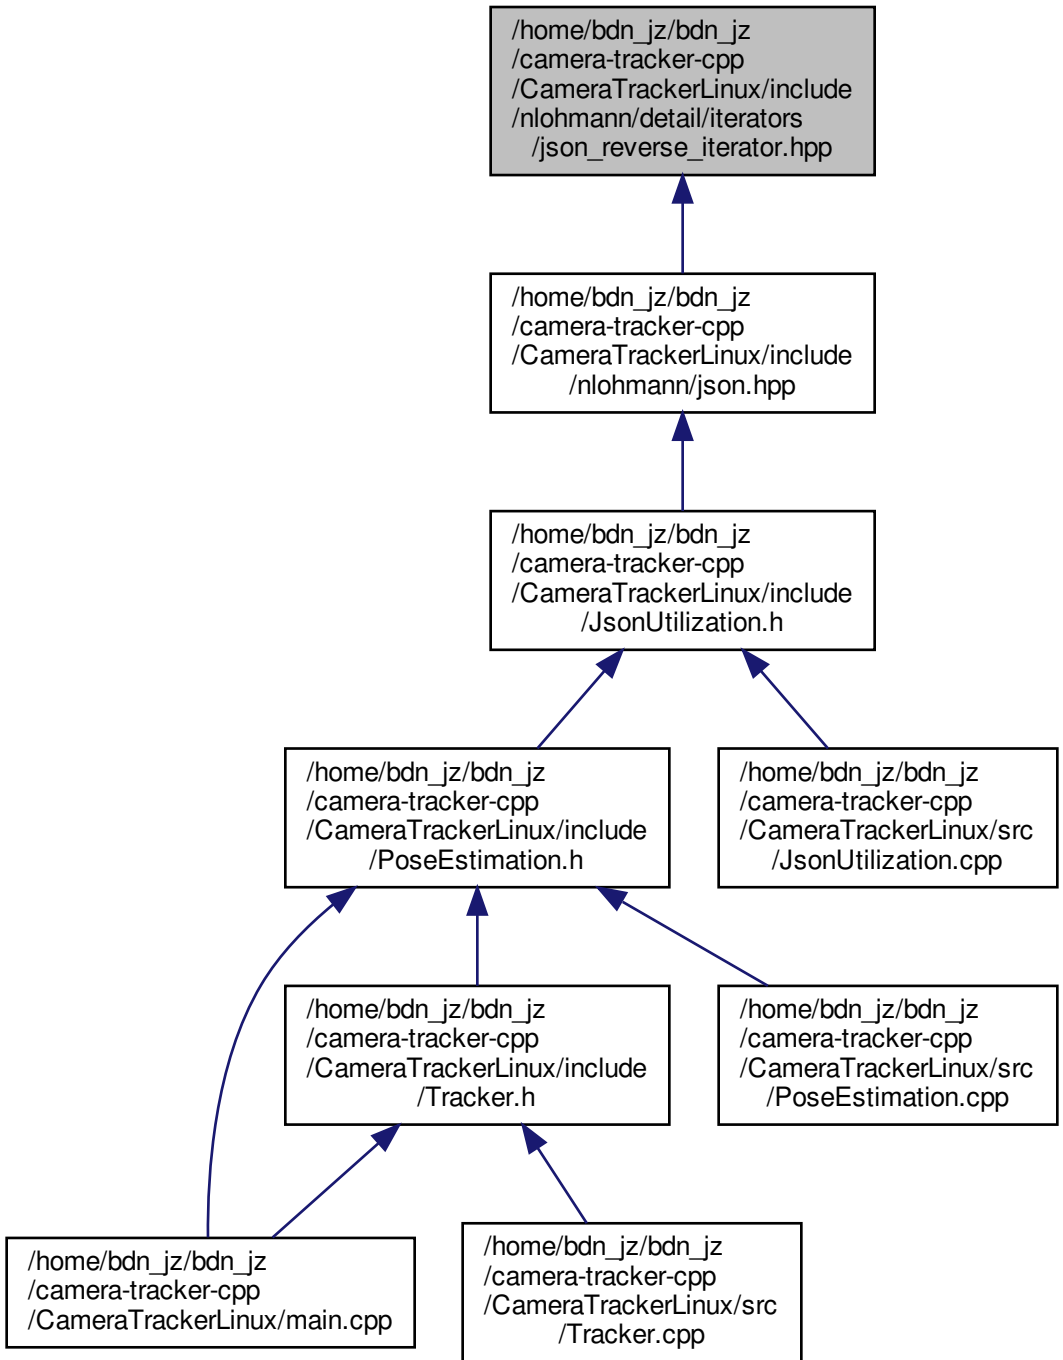 /home/bdn_jz/bdn_jz
/camera-tracker-cpp
/CameraTrackerLinux/include
/nlohmann/detail/iterators
/json_reverse_iterator.hpp
/home/bdn_jz/bdn_jz
/camera-tracker-cpp
/CameraTrackerLinux/include
/nlohmann/json.hpp
/home/bdn_jz/bdn_jz
/camera-tracker-cpp
/CameraTrackerLinux/include
/JsonUtilization.h
/home/bdn_jz/bdn_jz
/camera-tracker-cpp
/CameraTrackerLinux/include
/PoseEstimation.h
/home/bdn_jz/bdn_jz
/camera-tracker-cpp
/CameraTrackerLinux/src
/JsonUtilization.cpp
/home/bdn_jz/bdn_jz
/camera-tracker-cpp
/CameraTrackerLinux/include
/Tracker.h
/home/bdn_jz/bdn_jz
/camera-tracker-cpp
/CameraTrackerLinux/src
/PoseEstimation.cpp
/home/bdn_jz/bdn_jz
/camera-tracker-cpp
/CameraTrackerLinux/main.cpp
/home/bdn_jz/bdn_jz
/camera-tracker-cpp
/CameraTrackerLinux/src
/Tracker.cpp